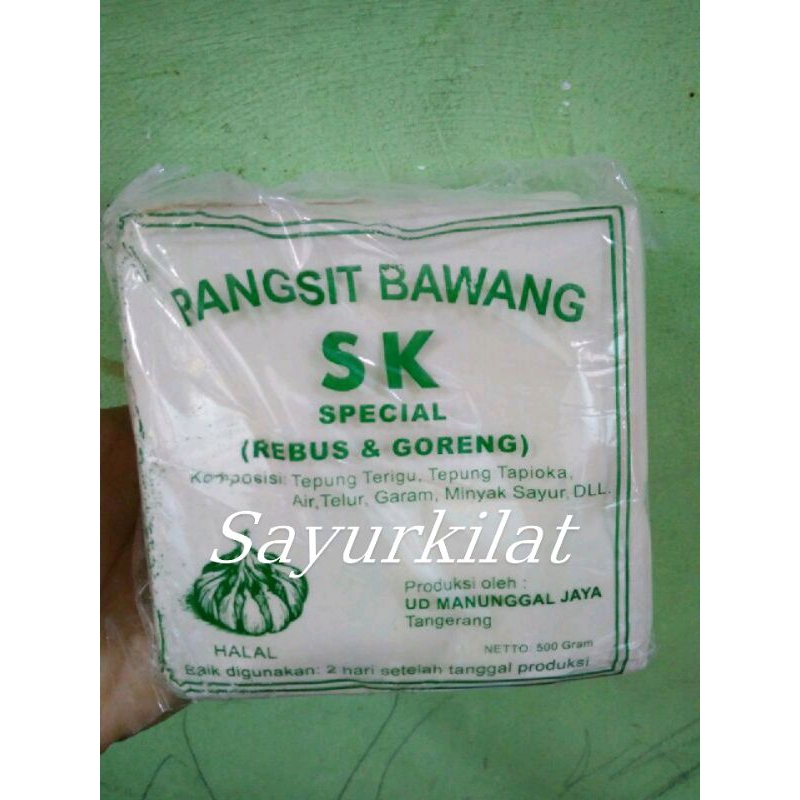 PANGSIT BAWANG
SK
SPECIAL
(REBUS & GORENG)
Komposisi: Tepung Terigu, Tepung Tapioka,
Air, Telur, Garam, Minyak Sayur, DLL.
Sayurkilat
Produksi oleh :
UD MANUNGGAL JAYA
Tangerang
HALAL
NETTO: 500 Gram
Baik digunakan: 2 hari setelah tanggal produksi